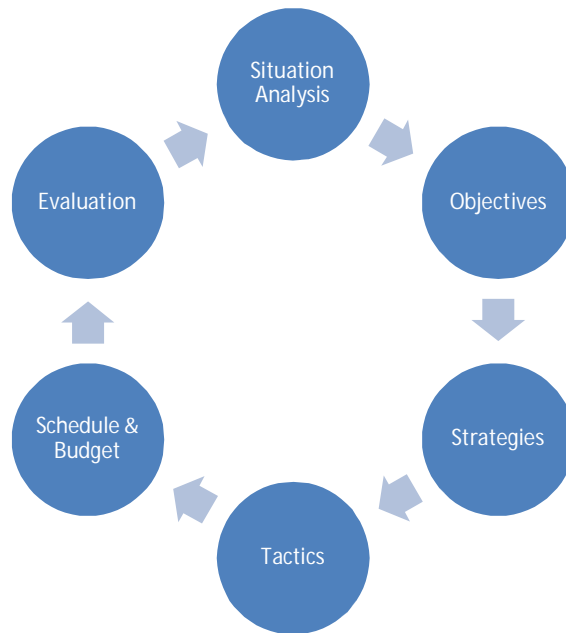 Situation
Analysis
Objectives
Strategies
Tactics
Schedule &
Budget
Evaluation